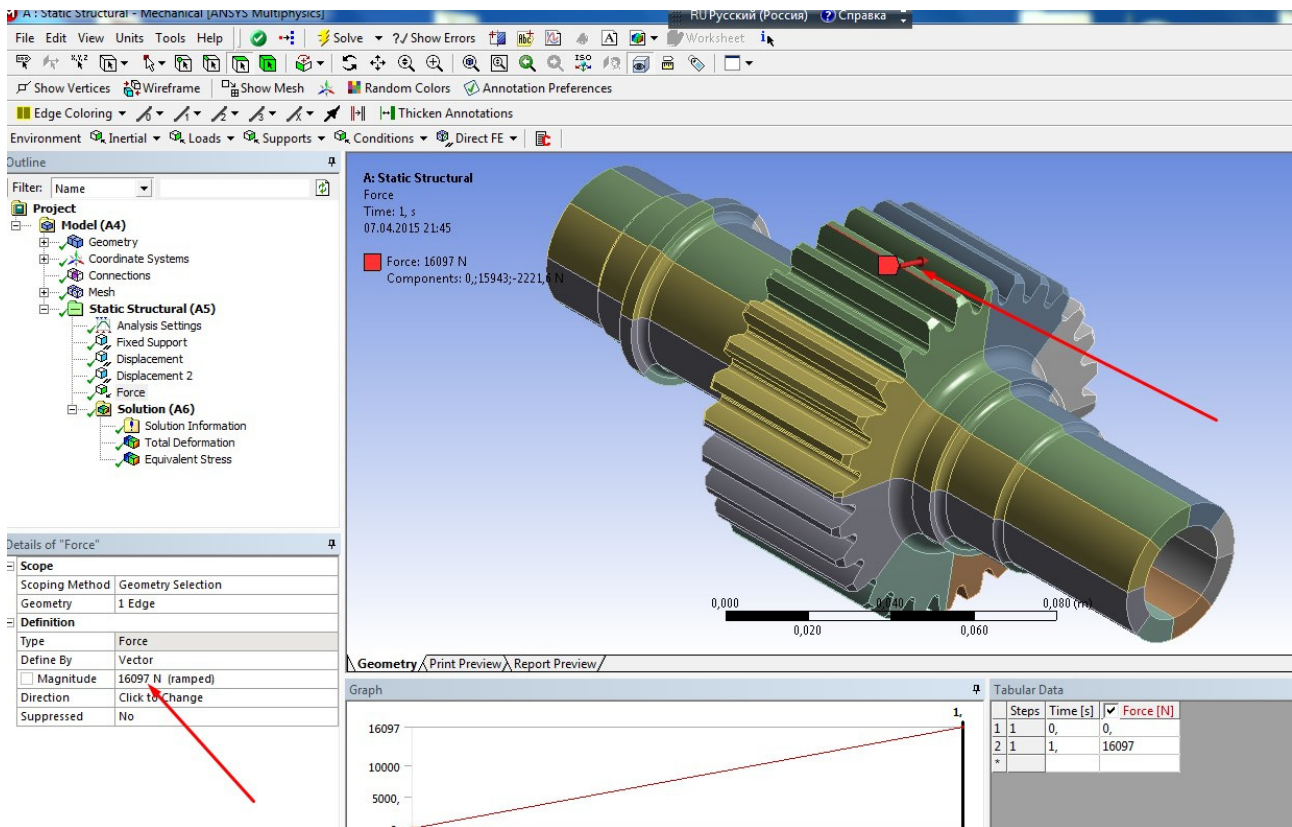 A : Static Structural - Mechanical [ANSYS Multiphysics]
RU Русский (Россия) ? Справка
File Edit View Units Tools Help Solve ?/ Show Errors Worksheet
Show Vertices Wireframe Show Mesh Random Colors Annotation Preferences
Edge Coloring Thicken Annotations
Environment Inertial Loads Supports Conditions Direct FE
Outline
Filter: Name
Project
Model (A4)
Geometry
Coordinate Systems
Connections
Mesh
Static Structural (A5)
Analysis Settings
Fixed Support
Displacement
Displacement 2
Force
Solution (A6)
Solution Information
Total Deformation
Equivalent Stress
A: Static Structural
Force
Time: 1, s
07.04.2015 21:45
Force: 16097 N
Components: 0,;15943;-2221,6 N
0,000 0,040 0,080 (m)
0,020 0,060
Geometry Print Preview Report Preview
Details of "Force"
Scope
Scoping Method Geometry Selection
Geometry 1 Edge
Definition
Type Force
Define By Vector
Magnitude 16097 N (ramped)
Direction Click to Change
Suppressed No
Graph
1,
16097
10000
5000,
Tabular Data
Steps Time [s] Force [N]
1 1 0, 0,
2 1 1, 16097
*